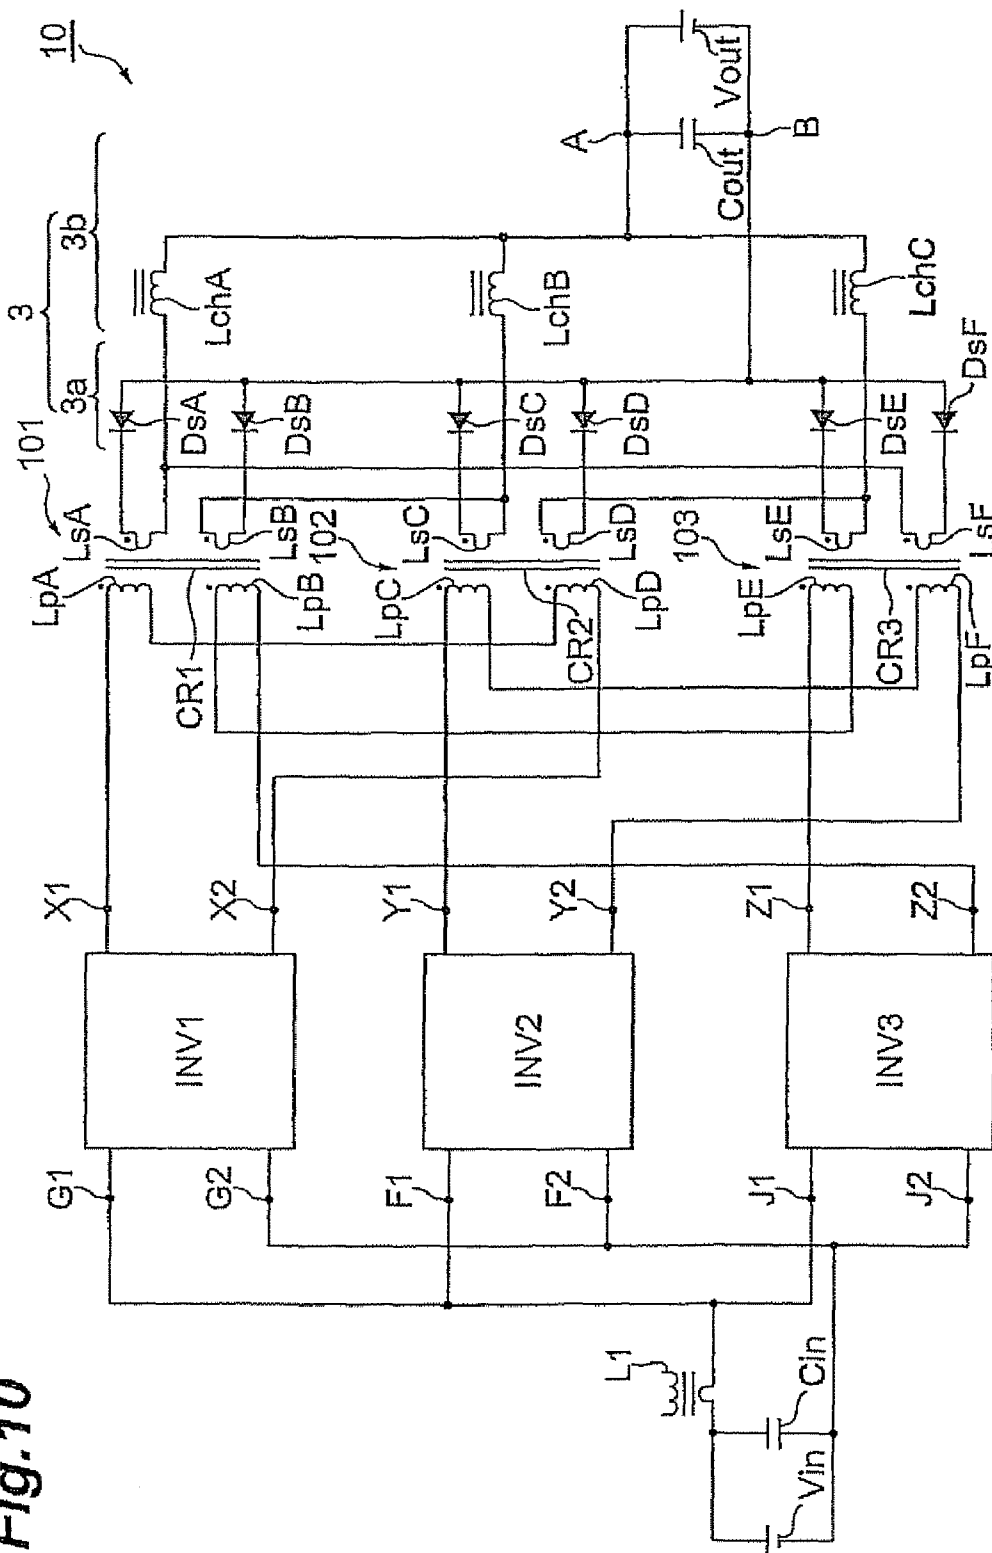 Fig.10
10
3
3a
3b
101
LpA
LsA
DsA
LchA
LpB
LsB
DsB
CR1
102
LpC
LsC
DsC
LchB
LpD
LsD
DsD
CR2
103
LpE
LsE
DsE
LchC
LpF
LsF
DsF
CR3
A
B
Cout
Vout
X1
X2
Y1
Y2
Z1
Z2
INV1
INV2
INV3
G1
G2
F1
F2
J1
J2
L1
Cin
Vin